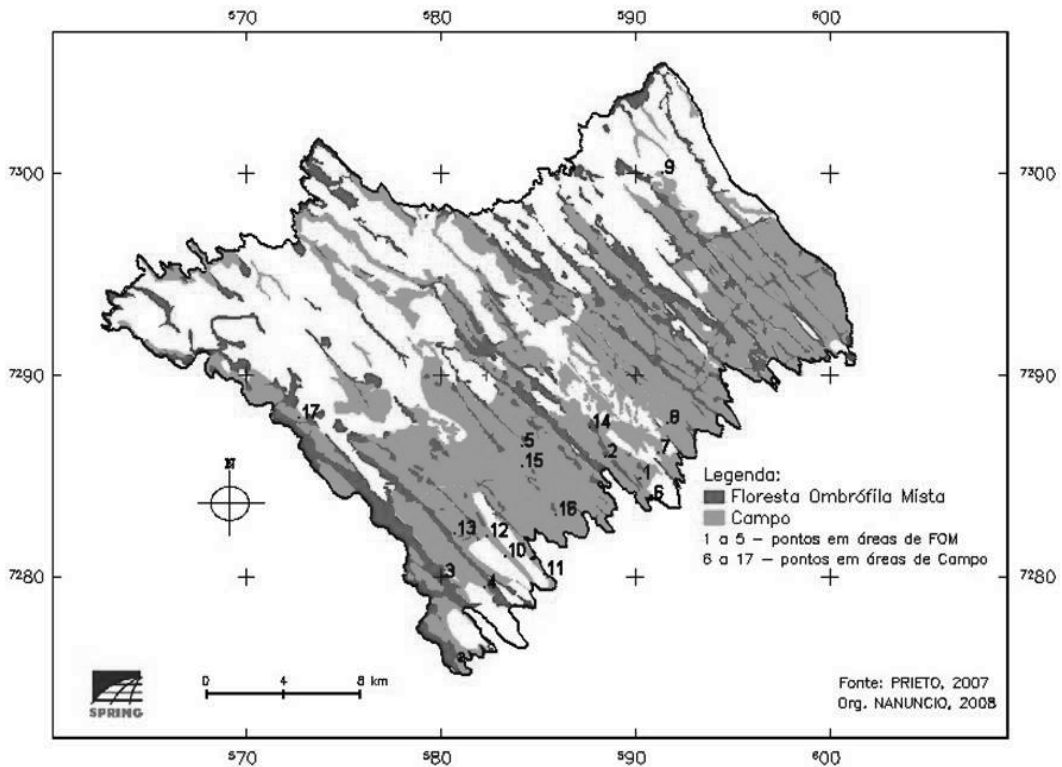 570 580 590 600
7300 7300
9
7290 7290
17
14
8
5
2
7
15
1
6
16
13
12
10
11
3
4
7280 7280
N
Legenda:
Floresta Ombrófila Mista
Campo
1 a 5 – pontos em áreas de FOM
6 a 17 – pontos em áreas de Campo
0 4 8 km
SPRING
Fonte: PRIETO, 2007
Org. NANUNCIO, 2008
570 580 590 600